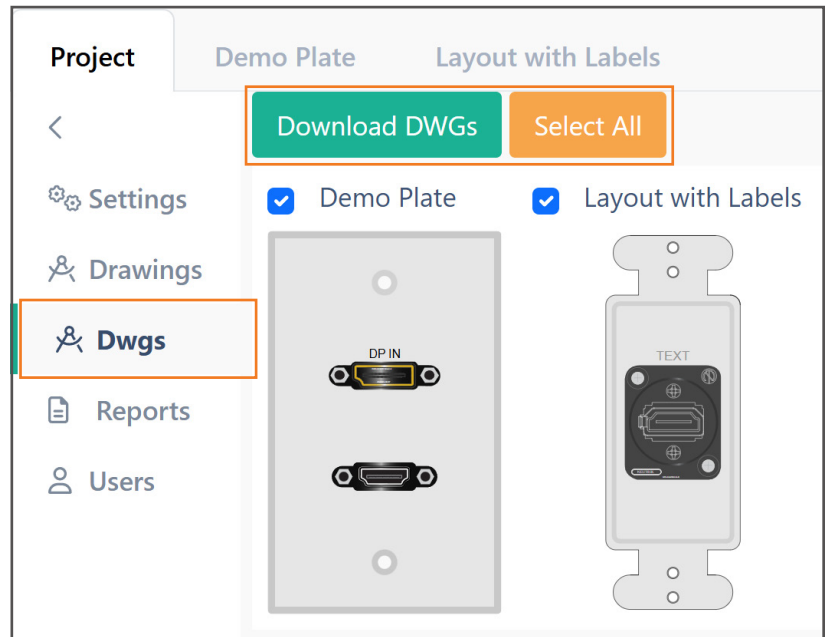 Project
Demo Plate
Layout with Labels
Download DWGs
Select All
Settings
Drawings
Dwgs
Reports
Users
Demo Plate
Layout with Labels
DP IN
TEXT